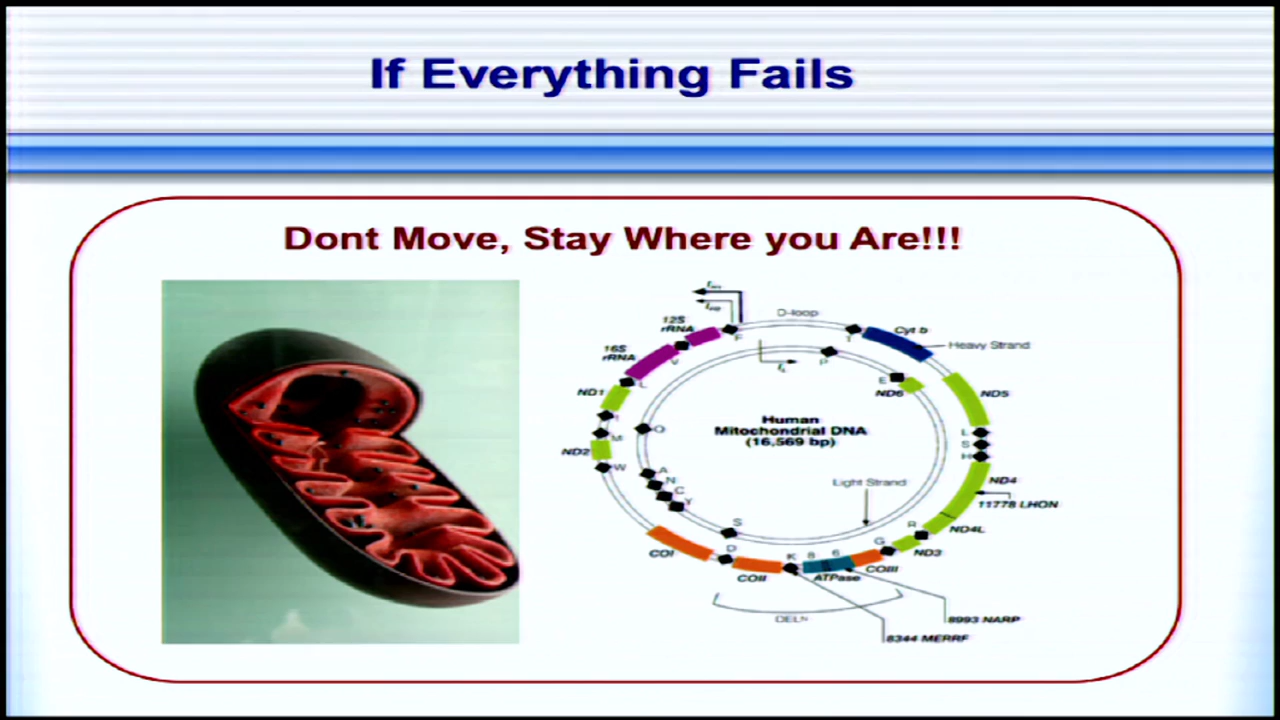 If Everything Fails
Dont Move, Stay Where you Are!!!
D-loop
12S
rRNA
F
T
Cyt b
Heavy Strand
16S
rRNA
V
P
L
E
ND6
ND1
ND5
I
Q
Human
Mitochondrial DNA
(16,569 bp)
M
L
S
H
ND2
W
A
N
C
Y
Light Strand
ND4
11778 LHON
S
R
ND4L
COI
D
G
ND3
K
8
6
COII
ATPase
COIII
DEL
8993 NARP
8344 MERRF